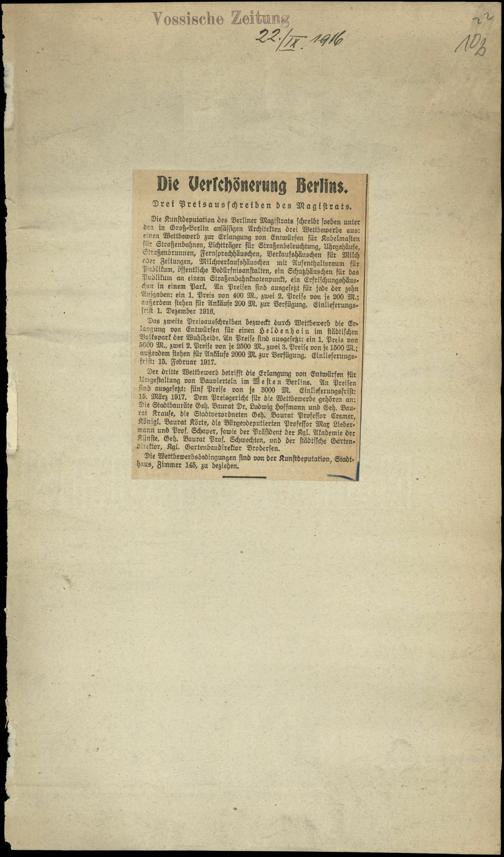 Vossische Zeitung
22./IX. 1916
22
10b
Die Verschönerung Berlins.
Drei Preisausschreiben des Magistrats.
Die Kunstdeputation des Berliner Magistrats schreibt soeben unter
den in Groß-Berlin ansässigen Architekten drei Wettbewerbe aus:
einen Wettbewerb zur Erlangung von Entwürfen für Kabelmasten
für Straßenbahnen, Lichtträger für Straßenbeleuchtung, Uhrgehäuse,
Straßenbrunnen, Fernsprechhäuschen, Verkaufshäuschen für Milch
oder Zeitungen, Milchverkaufshäuschen mit Aufenthaltsraum für
Publikum, öffentliche Bedürfnisanstalten, ein Schutzhäuschen für das
Publikum an einem Straßenbahnknotenpunkt, ein Erfrischungshäus-
chen in einem Park. An Preisen sind ausgesetzt für jede der zehn
Aufgaben: ein 1. Preis von 400 M., zwei 2. Preise von je 200 M.;
außerdem stehen für Ankäufe 200 M. zur Verfügung. Einlieferungs-
frist 1. Dezember 1916.
Das zweite Preisausschreiben bezweckt durch Wettbewerb die Er-
langung von Entwürfen für einen Heldenhain im städtischen
Volkspark der Wuhlheide. An Preisen sind ausgesetzt: ein 1. Preis von
5000 M., zwei 2. Preise von je 2500 M., zwei 3. Preise von je 1500 M.;
außerdem stehen für Ankäufe 2000 M. zur Verfügung. Einlieferungs-
frist: 15. Februar 1917.
Der dritte Wettbewerb betrifft die Erlangung von Entwürfen für
Umgestaltung von Bauvierteln im Westen Berlins. An Preisen
sind ausgesetzt: fünf Preise von je 3000 M. Einlieferungsfrist:
15. März 1917. Dem Preisgericht für die Wettbewerbe gehören an:
Die Stadtbauräte Geh. Baurat Dr. Ludwig Hoffmann und Geh. Bau-
rat Krause, die Stadtverordneten Geh. Baurat Professor Cremer,
Königl. Baurat Körte, die Bürgerdeputierten Professor Max Lieber-
mann und Prof. Schaper, sowie der Präsident der Kgl. Akademie der
Künste, Geh. Baurat Prof. Schwechten, und der städtische Garten-
direktor, Kgl. Gartenbaudirektor Brodersen.
Die Wettbewerbsbedingungen sind von der Kunstdeputation, Stadt-
haus, Zimmer 145, zu beziehen.